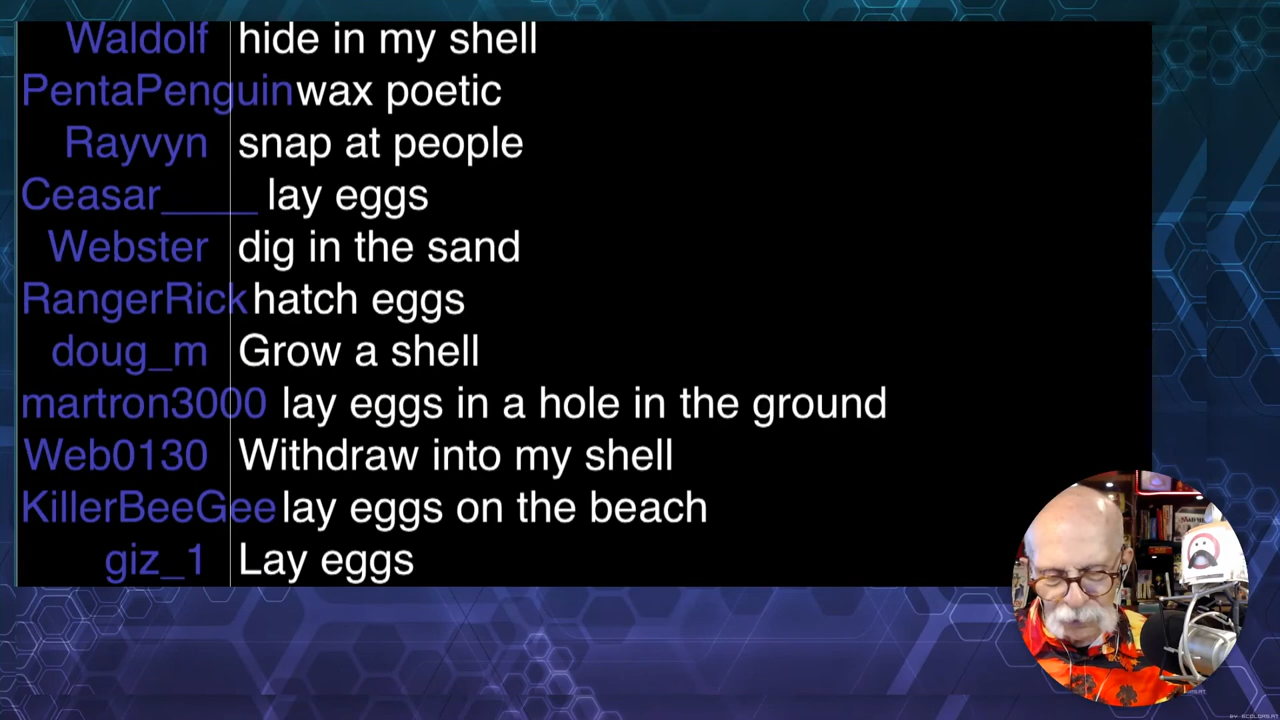 Waldolf hide in my shell
PentaPenguin wax poetic
Rayvyn snap at people
Ceasar_____ lay eggs
Webster dig in the sand
RangerRick hatch eggs
doug_m Grow a shell
martron3000 lay eggs in a hole in the ground
Web0130 Withdraw into my shell
KillerBeeGee lay eggs on the beach
giz_1 Lay eggs